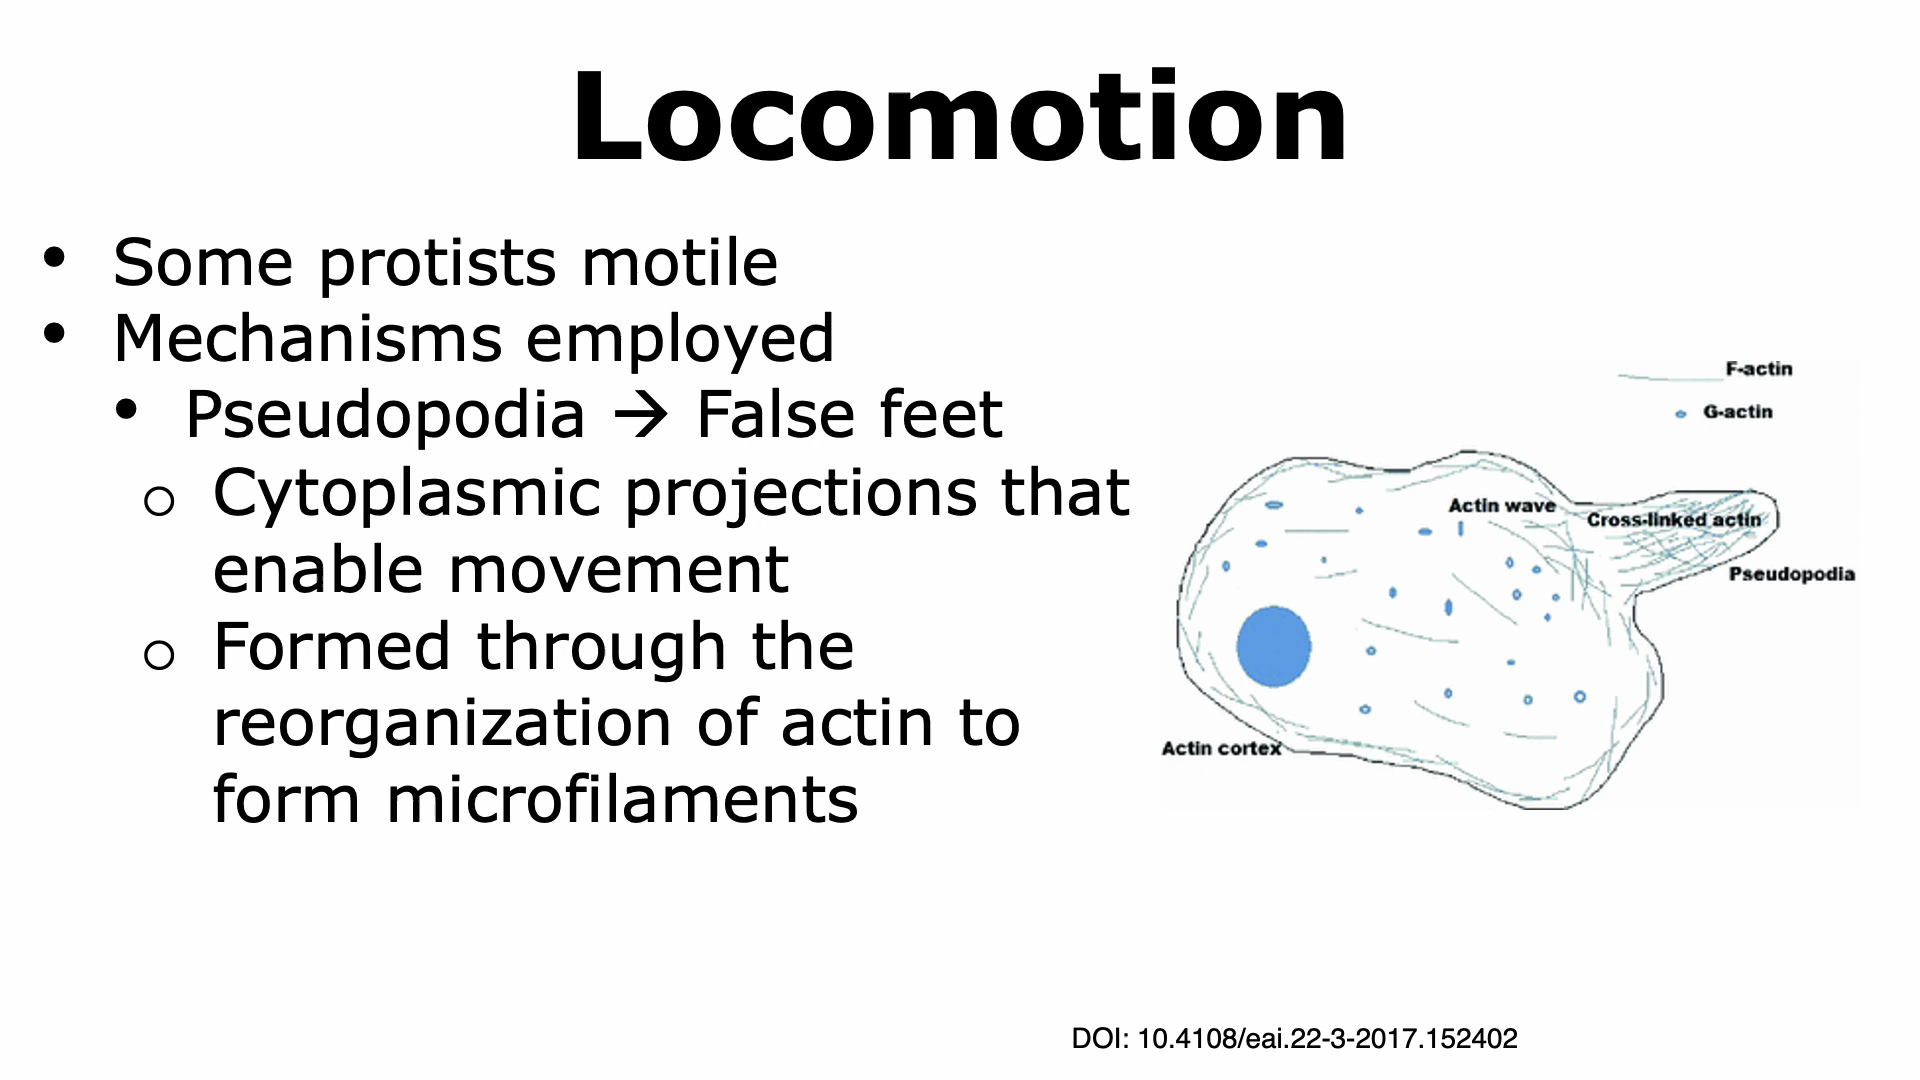 Locomotion
• Some protists motile
• Mechanisms employed
• Pseudopodia → False feet
o Cytoplasmic projections that
enable movement
o Formed through the
reorganization of actin to
form microfilaments
F-actin
G-actin
Actin wave
Cross-linked actin
Pseudopodia
Actin cortex
DOI: 10.4108/eai.22-3-2017.152402